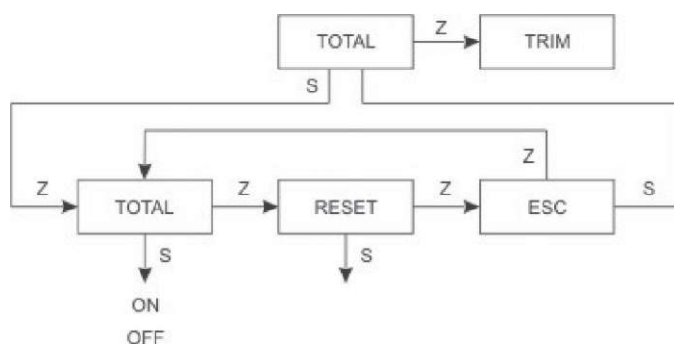 TOTAL Z TRIM
S
Z
Z TOTAL Z RESET Z ESC S
S S
ON
OFF